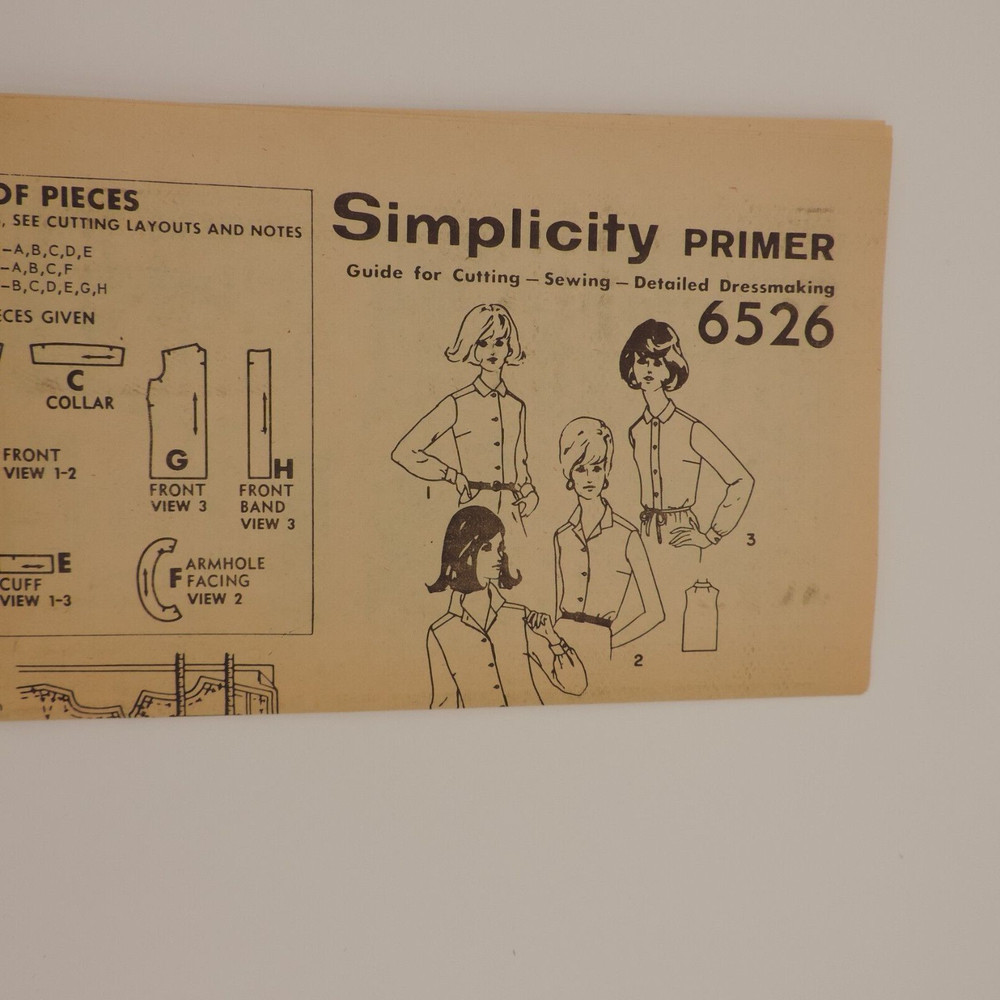 OF PIECES
, SEE CUTTING LAYOUTS AND NOTES
–A,B,C,D,E
–A,B,C,F
–B,C,D,E,G,H
ECES GIVEN
C
COLLAR
FRONT
VIEW 1-2
G
FRONT
VIEW 3
H
FRONT
BAND
VIEW 3
E
CUFF
VIEW 1-3
F
ARMHOLE
FACING
VIEW 2
Simplicity PRIMER
Guide for Cutting – Sewing – Detailed Dressmaking
6526
1
2
3